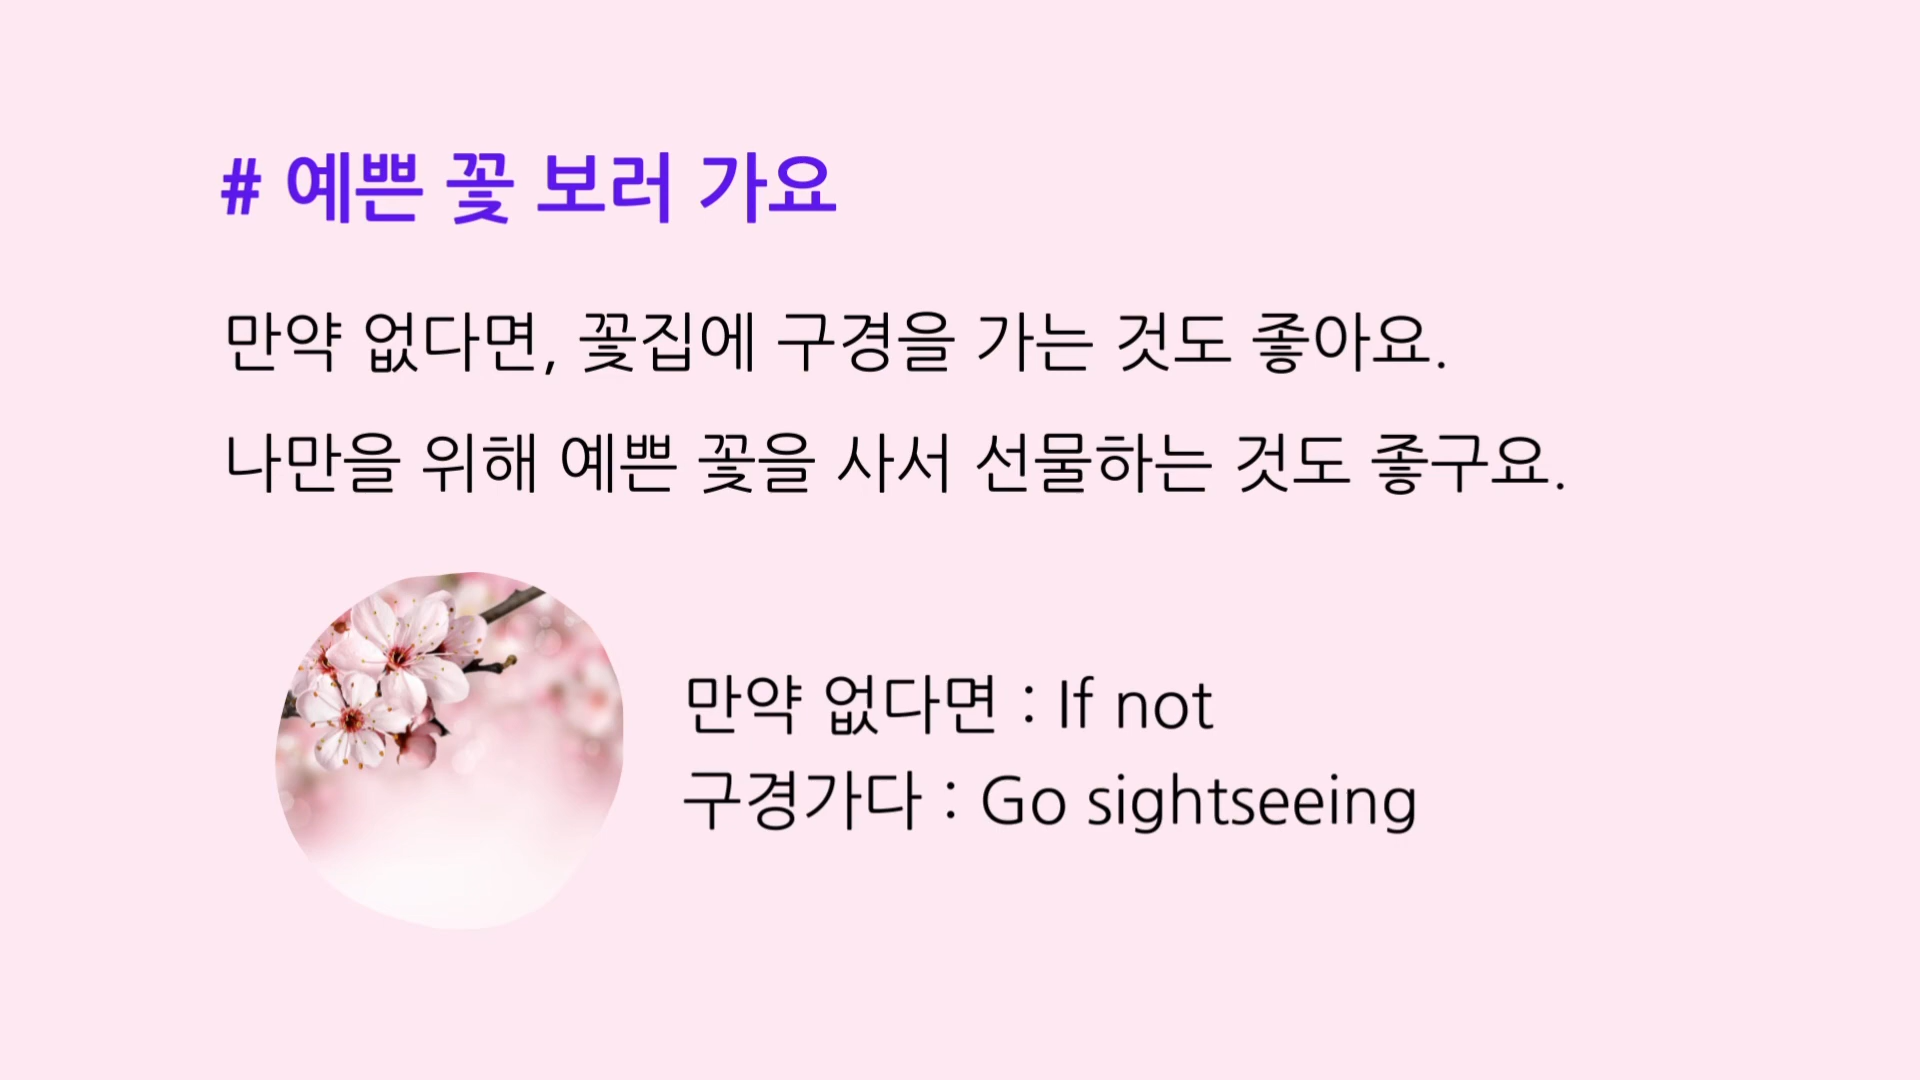 # 예쁜 꽃 보러 가요
만약 없다면, 꽃집에 구경을 가는 것도 좋아요.
나만을 위해 예쁜 꽃을 사서 선물하는 것도 좋구요.
만약 없다면 : If not
구경가다 : Go sightseeing